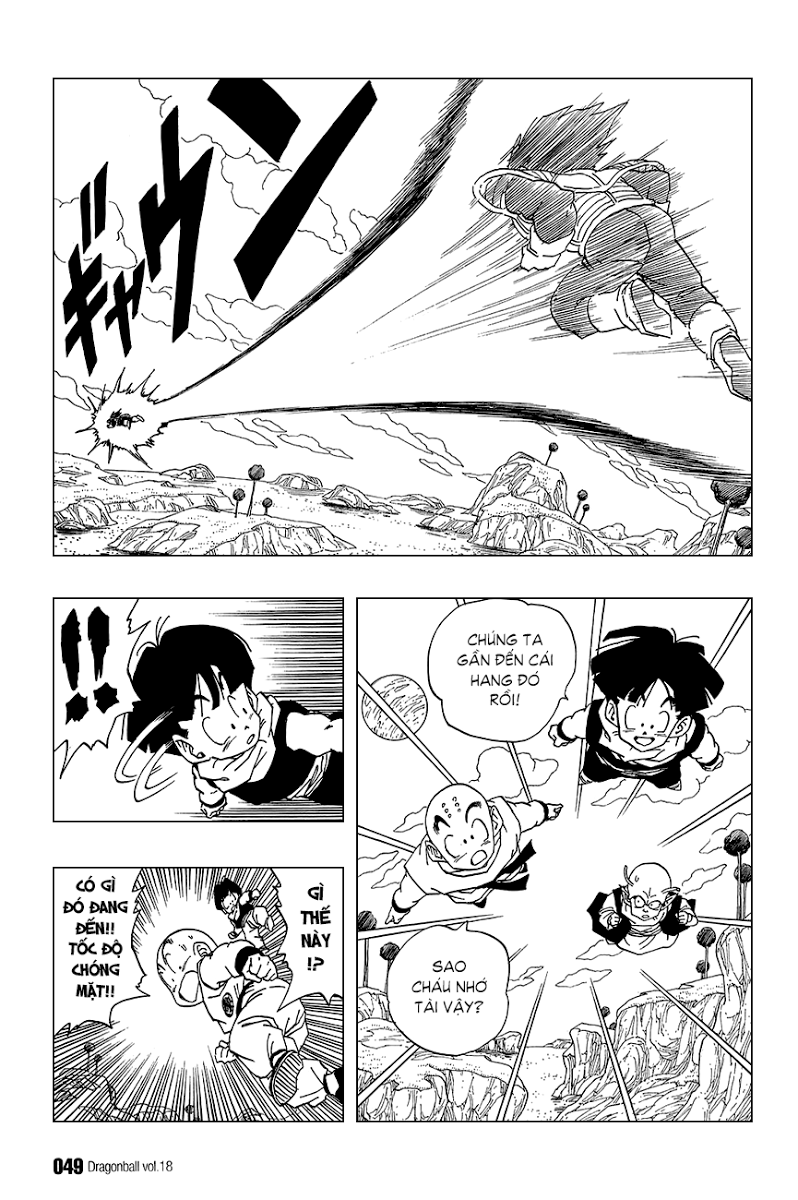 ギャウン
CHÚNG TA
GẦN ĐẾN CÁI
HANG ĐÓ
RỒI!
SAO
CHÁU NHỚ
TÀI VẬY?
!!
GÌ
THẾ
NÀY
!?
CÓ GÌ
ĐÓ ĐANG
ĐẾN!!
TỐC ĐỘ
CHÓNG
MẶT!!
049 Dragonball vol.18